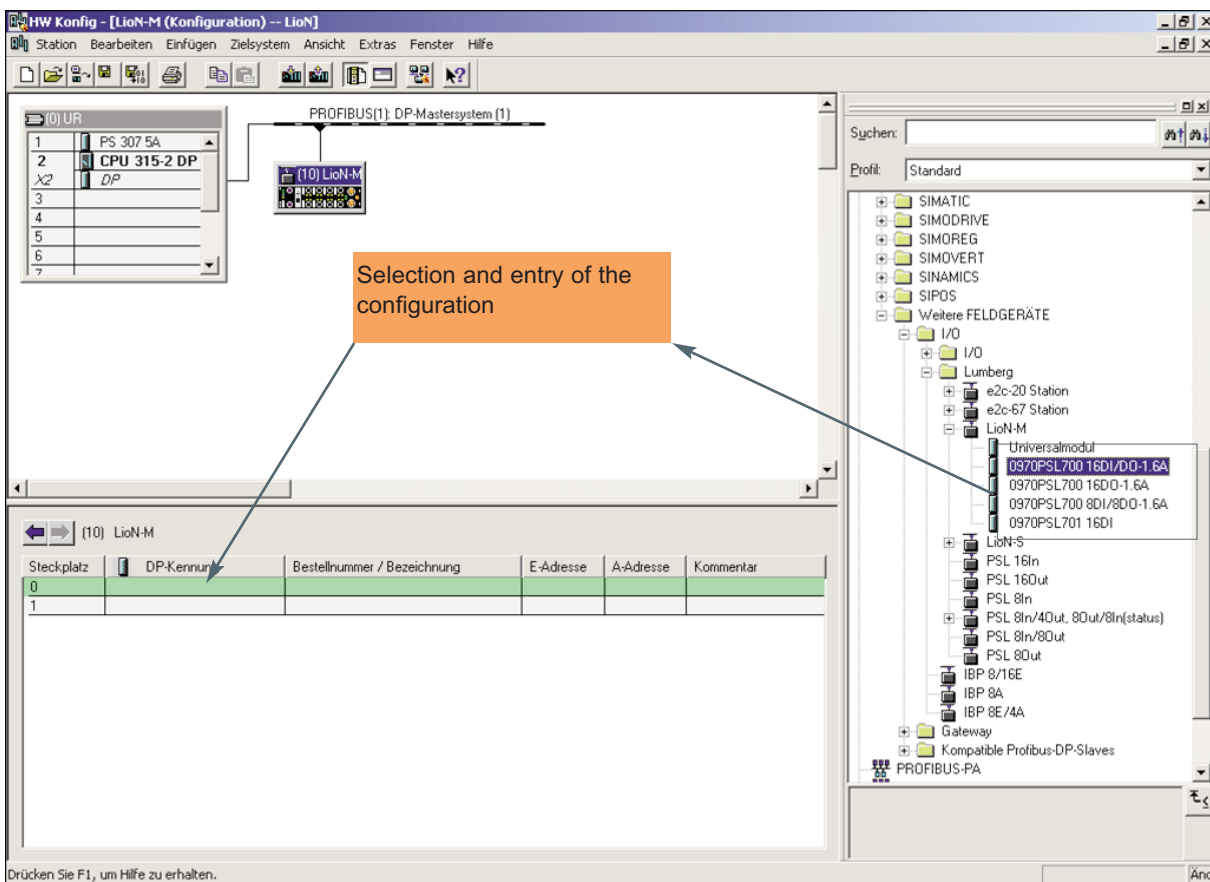 HW Konfig - [LioN-M (Konfiguration) -- LioN]
Station Bearbeiten Einfügen Zielsystem Ansicht Extras Fenster Hilfe
(0) UR
1 PS 307 5A
2 CPU 315-2 DP
X2 DP
3
4
5
6
7
PROFIBUS(1): DP-Mastersystem (1)
(10) LioN-M
Selection and entry of the
configuration
(10) LioN-M
Steckplatz DP-Kennung Bestellnummer / Bezeichnung E-Adresse A-Adresse Kommentar
0
1
Suchen:
Profil: Standard
SIMATIC
SIMODRIVE
SIMOREG
SIMOVERT
SINAMICS
SIPOS
Weitere FELDGERÄTE
I/O
I/O
Lumberg
e2c-20 Station
e2c-67 Station
LioN-M
Universalmodul
0970PSL700 16DI/DO-1.6A
0970PSL700 16DO-1.6A
0970PSL700 8DI/8DO-1.6A
0970PSL701 16DI
LioN-S
PSL 16In
PSL 16Out
PSL 8In
PSL 8In/4Out, 8Out/8In(status)
PSL 8In/8Out
PSL 8Out
IBP 8/16E
IBP 8A
IBP 8E/4A
Gateway
Kompatible Profibus-DP-Slaves
PROFIBUS-PA
Drücken Sie F1, um Hilfe zu erhalten.
Änd